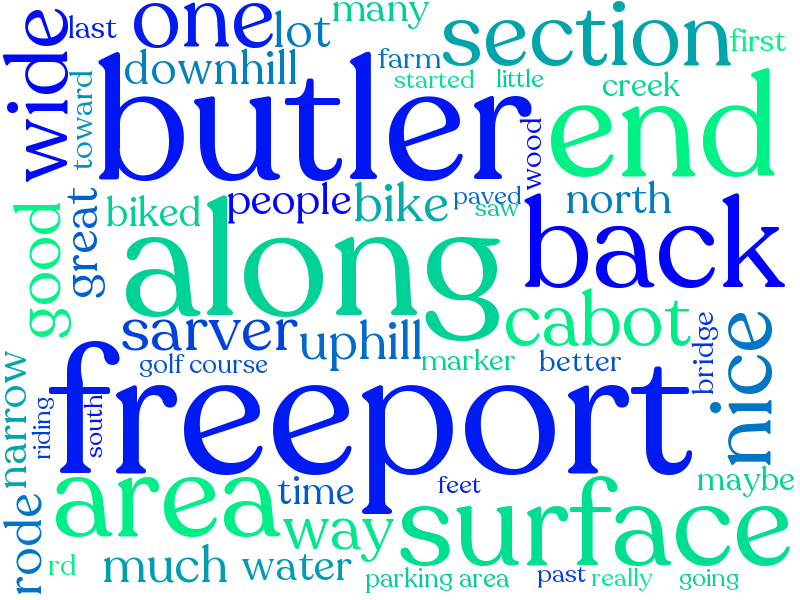 many
one
lot
last
wide
section
first
downhill
farm
started
little
creek
toward
butler
end
wood
great
people
bike
paved
saw
north
good
biked
along
back
sarver
uphill
cabot
golf course
marker
better
bridge
nice
narrow
riding
south
freeport
area
time
feet
maybe
rode
way
surface
rd
much
water
parking area
past
really
going